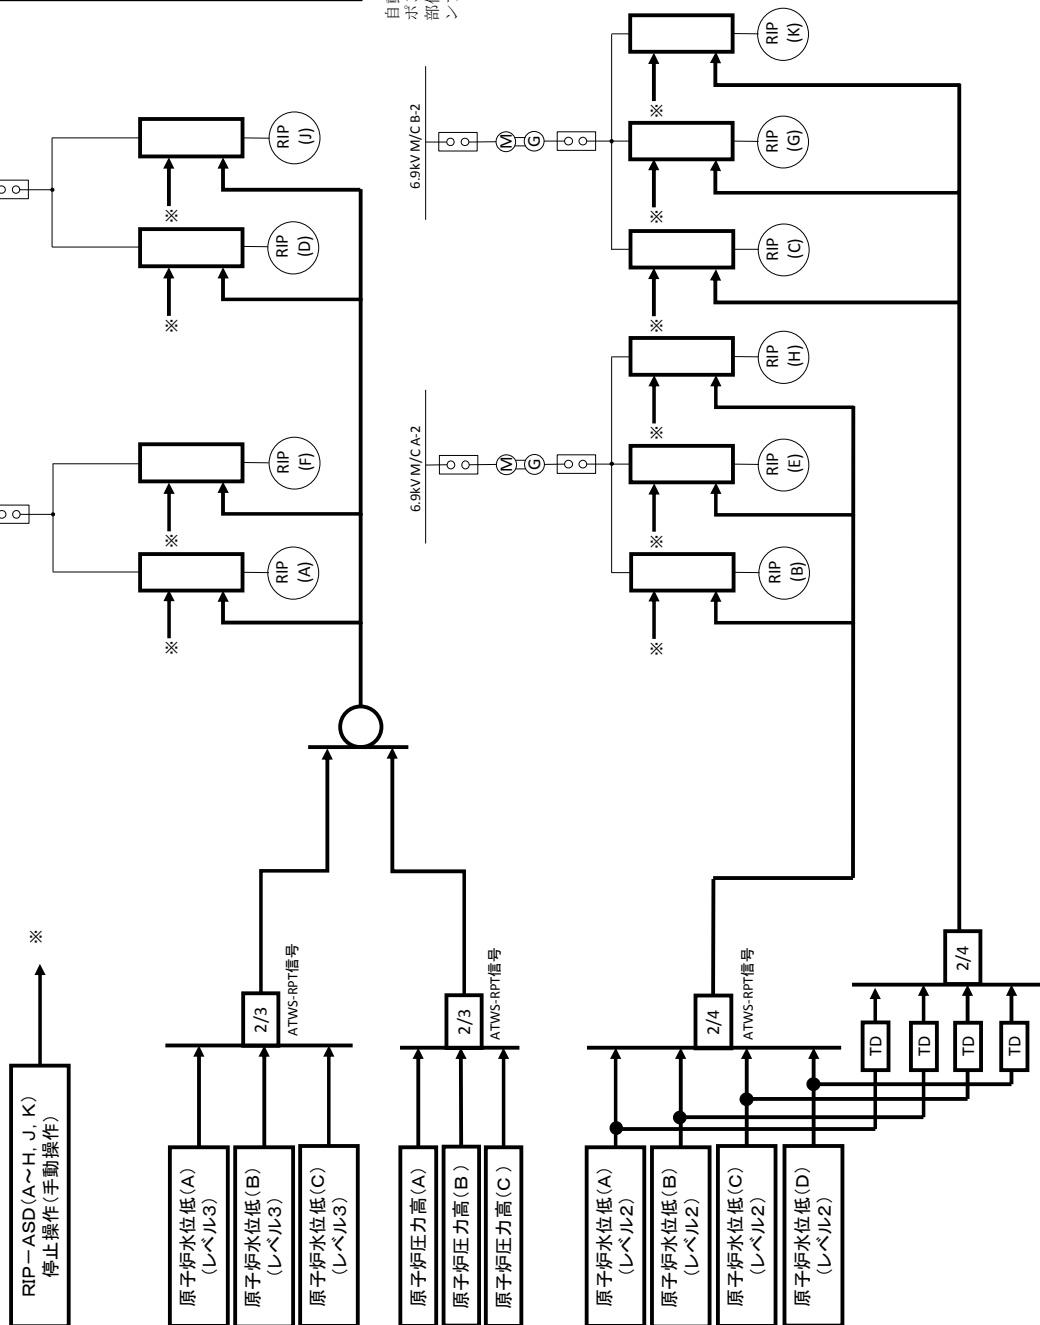 RIP－ASD(A～H, J, K)
停止操作(手動操作)
※
原子炉水位低(A)
(レベル3)
原子炉水位低(B)
(レベル3)
原子炉水位低(C)
(レベル3)
2/3
ATWS-RPT信号
原子炉圧力高(A)
原子炉圧力高(B)
原子炉圧力高(C)
2/3
ATWS-RPT信号
原子炉水位低(A)
(レベル2)
原子炉水位低(B)
(レベル2)
原子炉水位低(C)
(レベル2)
原子炉水位低(D)
(レベル2)
2/4
ATWS-RPT信号
TD
TD
TD
TD
2/4
※
RIP
(A)
※
RIP
(F)
※
RIP
(D)
※
RIP
(J)
6.9kV M/C A-2
M
G
※
RIP
(B)
※
RIP
(E)
※
RIP
(H)
6.9kV M/C B-2
M
G
※
RIP
(C)
※
RIP
(G)
※
RIP
(K)